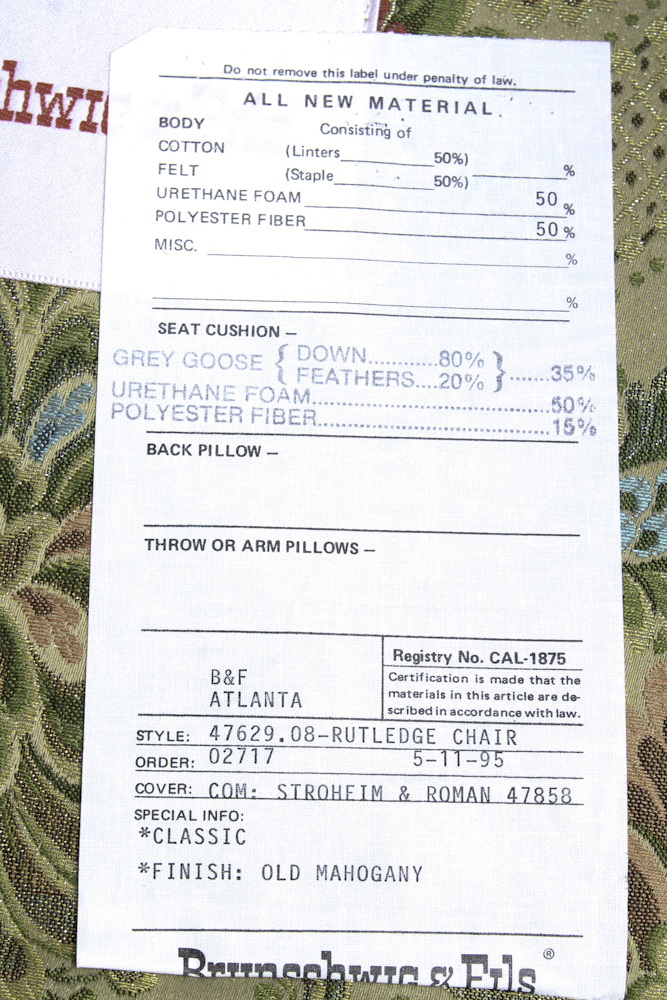 hwig
Do not remove this label under penalty of law.
ALL NEW MATERIAL.
BODY Consisting of
COTTON (Linters 50%) %
FELT (Staple 50%)
URETHANE FOAM 50 %
POLYESTER FIBER 50 %
MISC. %
%
SEAT CUSHION —
GREY GOOSE { DOWN............80% } .......35%
{ FEATHERS....20% }
URETHANE FOAM..........................................50%
POLYESTER FIBER........................................15%
BACK PILLOW —
THROW OR ARM PILLOWS —
B&F
ATLANTA
Registry No. CAL-1875
Certification is made that the
materials in this article are de-
scribed in accordance with law.
STYLE: 47629.08-RUTLEDGE CHAIR
ORDER: 02717 5-11-95
COVER: COM: STROHEIM & ROMAN 47858
SPECIAL INFO:
*CLASSIC
*FINISH: OLD MAHOGANY
Brunschwig & Fils ®